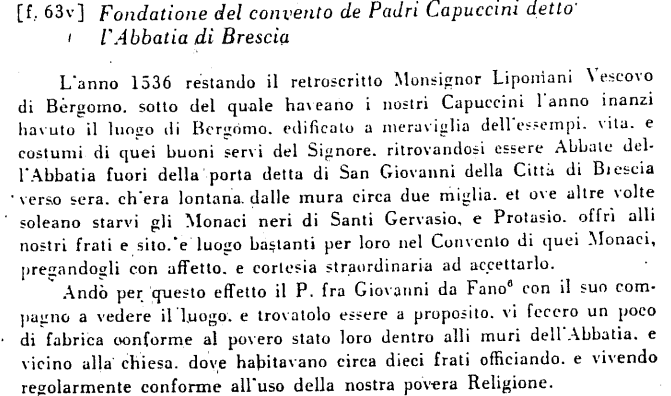 [f. 63v] Fondatione del convento de Padri Capuccini detto
l'Abbatia di Brescia
L'anno 1536 restando il retroscritto Monsignor Liponiani Vescovo
di Bèrgomo, sotto del quale haveano i nostri Capuccini l'anno inanzi
havuto il luogo di Bergomo, edificato a meraviglia dell'essempi, vita, e
costumi di quei buoni servi del Signore, ritrovandosi essere Abbate del-
l'Abbatia fuori della porta detta di San Giovanni della Città di Brescia
verso sera, ch'era lontana dalle mura circa due miglia, et ove altre volte
soleano starvi gli Monaci neri di Santi Gervasio, e Protasio, offrì alli
nostri frati e sito, e luogo bastanti per loro nel Convento di quei Monaci,
pregandogli con affetto, e cortesia straordinaria ad accettarlo.
Andò per questo effetto il P. fra Giovanni da Fano⁶ con il suo com-
pagno a vedere il luogo, e trovatolo essere a proposito, vi fecero un poco
di fabrica conforme al povero stato loro dentro alli muri dell'Abbatia, e
vicino alla chiesa, dove habitavano circa dieci frati officiando, e vivendo
regolarmente conforme all'uso della nostra povera Religione.